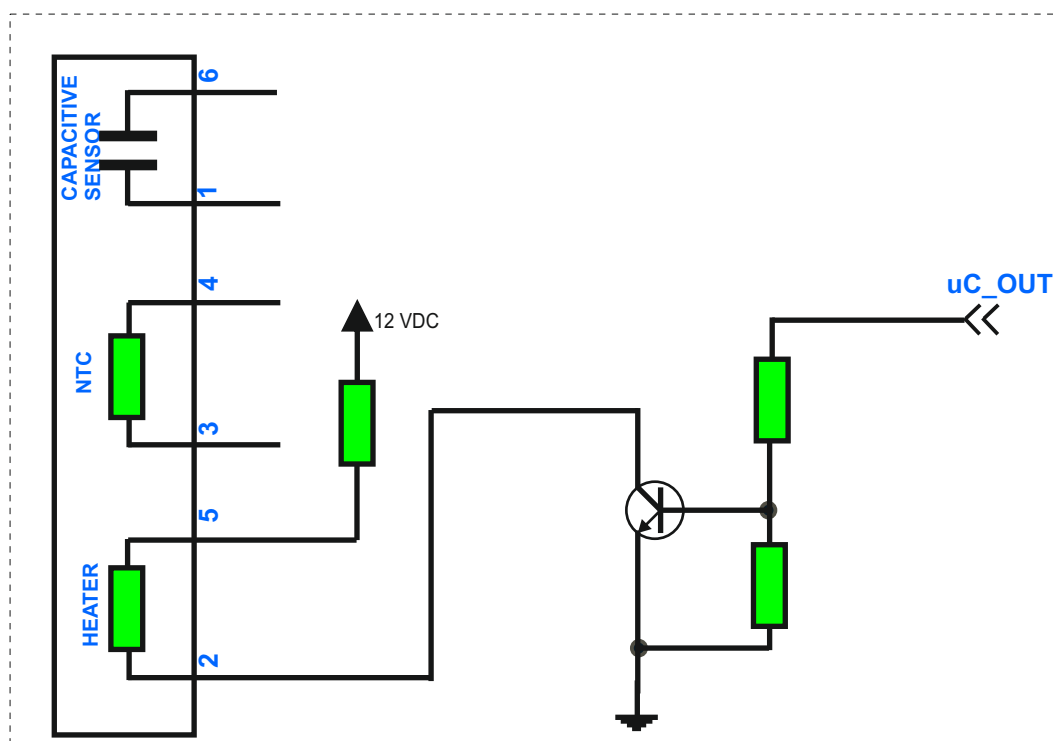 CAPACITIVE
SENSOR
6
1
4
NTC
3
12 VDC
uC_OUT
5
HEATER
2